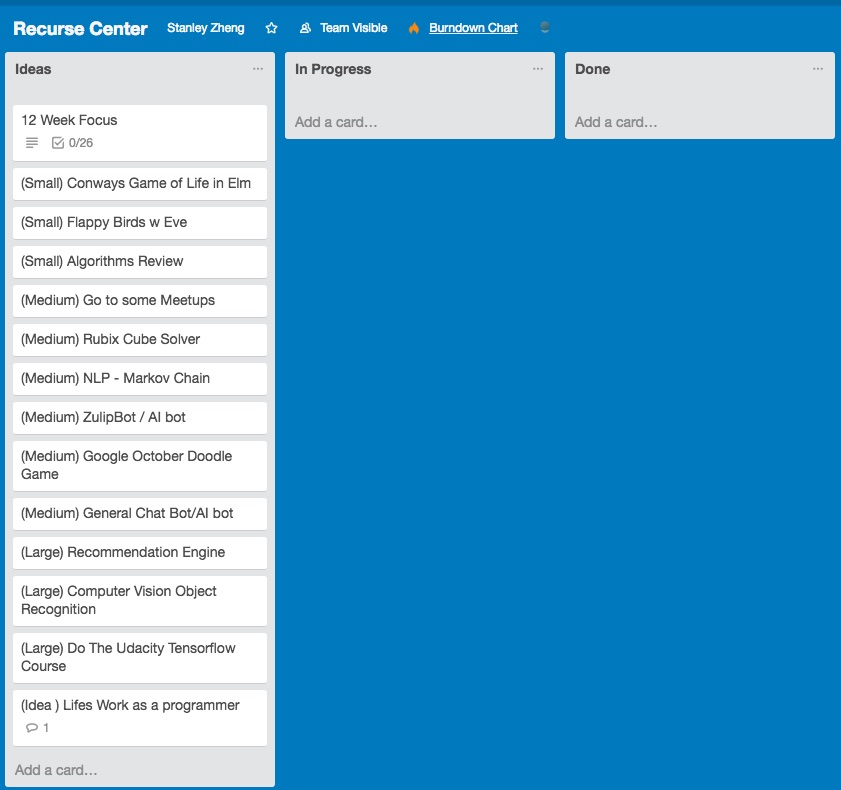 Recurse Center Stanley Zheng Team Visible Burndown Chart
Ideas
12 Week Focus
0/26
(Small) Conways Game of Life in Elm
(Small) Flappy Birds w Eve
(Small) Algorithms Review
(Medium) Go to some Meetups
(Medium) Rubix Cube Solver
(Medium) NLP - Markov Chain
(Medium) ZulipBot / AI bot
(Medium) Google October Doodle
Game
(Medium) General Chat Bot/AI bot
(Large) Recommendation Engine
(Large) Computer Vision Object
Recognition
(Large) Do The Udacity Tensorflow
Course
(Idea ) Lifes Work as a programmer
1
Add a card...
In Progress
Add a card...
Done
Add a card...